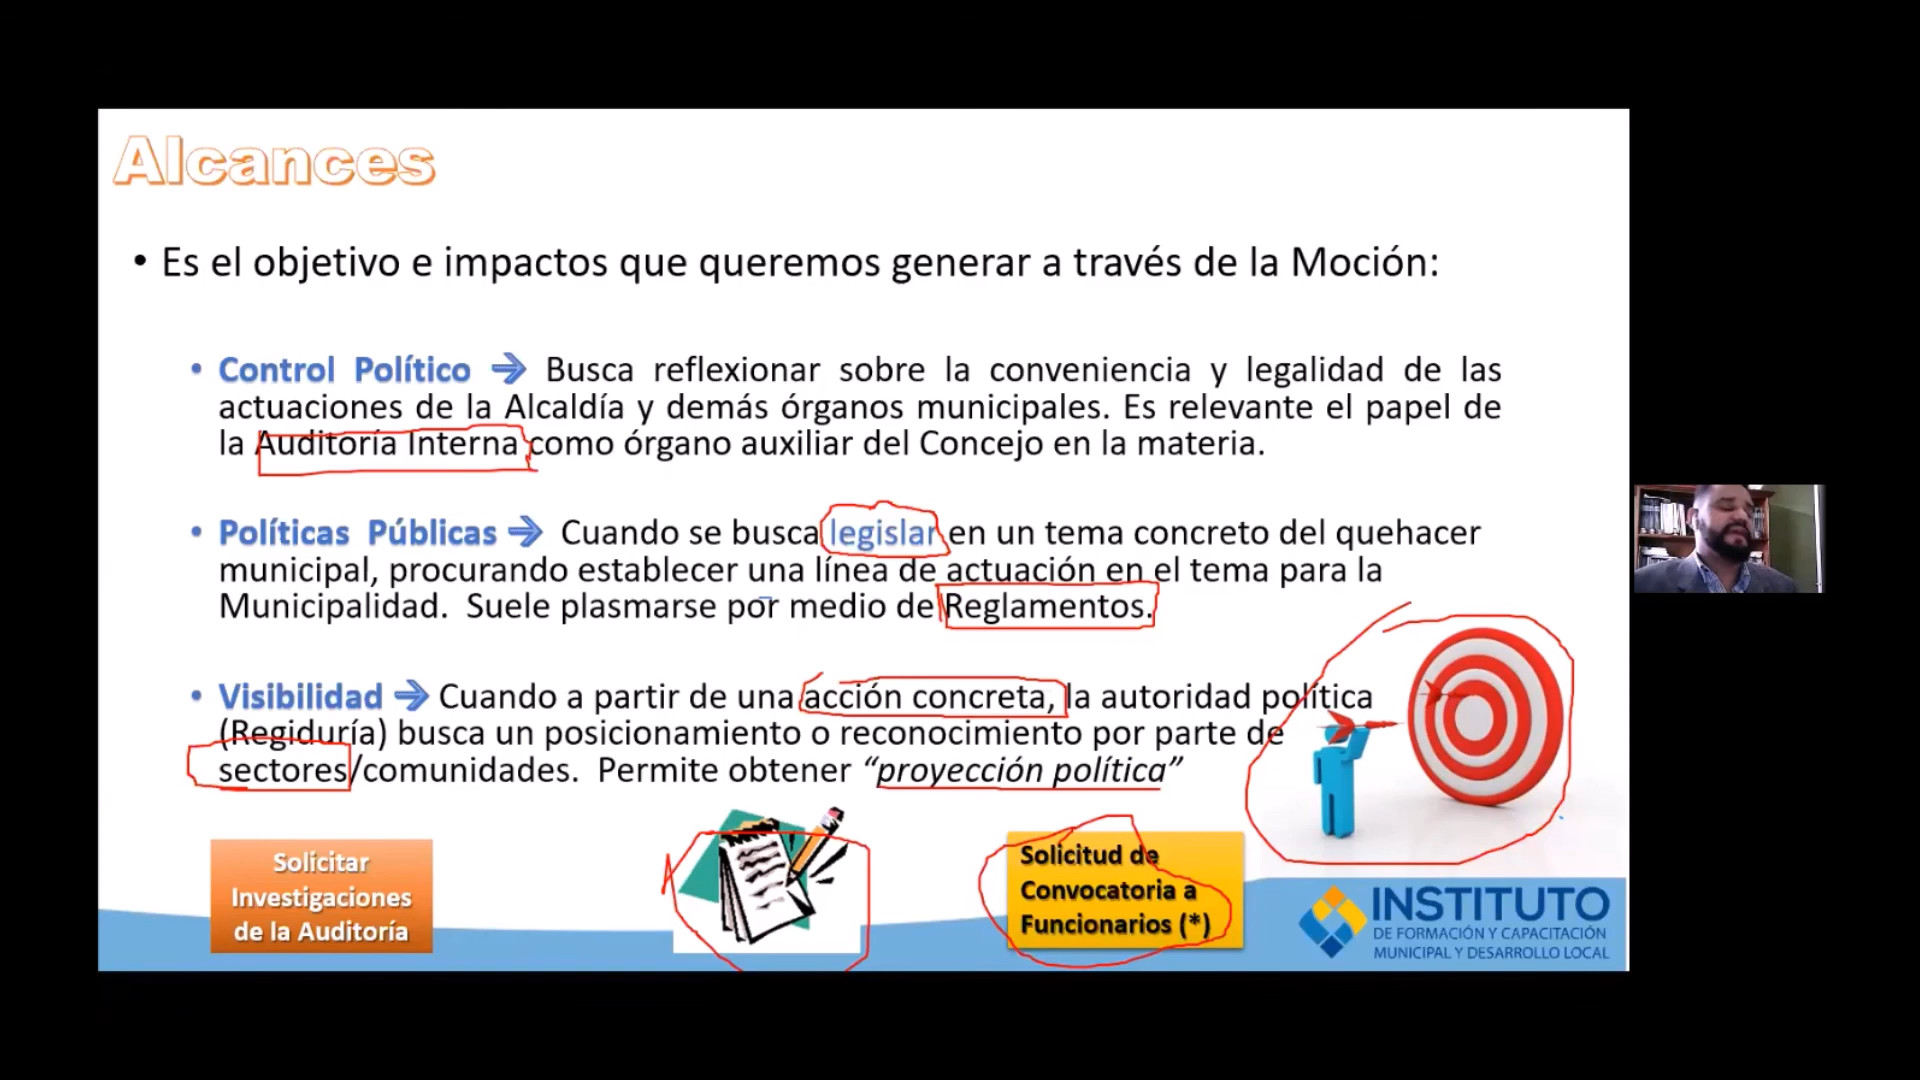 Alcances
• Es el objetivo e impactos que queremos generar a través de la Moción:
• Control Político → Busca reflexionar sobre la conveniencia y legalidad de las
actuaciones de la Alcaldía y demás órganos municipales. Es relevante el papel de
la Auditoría Interna como órgano auxiliar del Concejo en la materia.
• Políticas Públicas → Cuando se busca legislar en un tema concreto del quehacer
municipal, procurando establecer una línea de actuación en el tema para la
Municipalidad. Suele plasmarse por medio de Reglamentos.
• Visibilidad → Cuando a partir de una acción concreta, la autoridad política
(Regiduría) busca un posicionamiento o reconocimiento por parte de
sectores/comunidades. Permite obtener “proyección política”
Solicitar
Investigaciones
de la Auditoría
Solicitud de
Convocatoria a
Funcionarios (*)
INSTITUTO
DE FORMACIÓN Y CAPACITACIÓN
MUNICIPAL Y DESARROLLO LOCAL